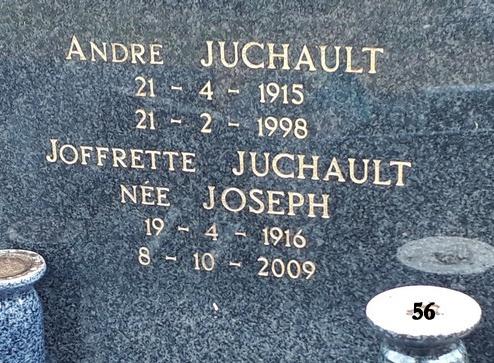 ANDRÉ JUCHAULT
21 - 4 - 1915
21 - 2 - 1998
JOFFRETTE JUCHAULT
NÉE JOSEPH
19 - 4 - 1916
8 - 10 - 2009
56